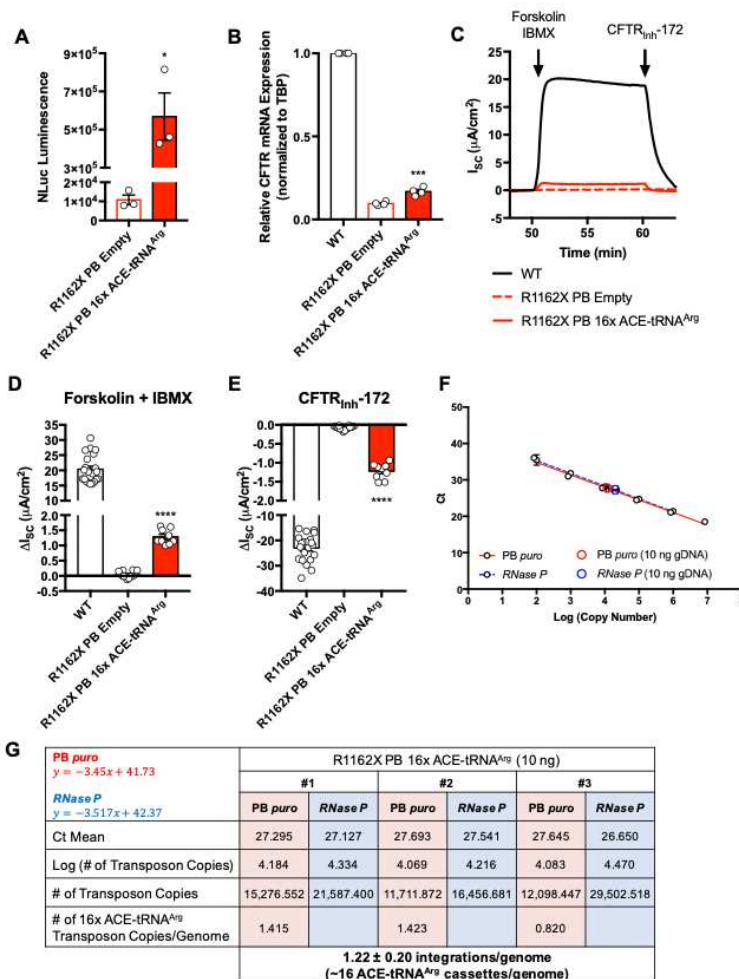 A
NLuc Luminescence
9×10⁵
7×10⁵
5×10⁵
3×10⁵
2×10⁴
1×10⁴
0
*
R1162X PB Empty
R1162X PB 16x ACE-tRNAᴬʳᵍ
B
Relative CFTR mRNA Expression
(normalized to TBP)
1.0
0.5
0.0
***
WT
R1162X PB Empty
R1162X PB 16x ACE-tRNAᴬʳᵍ
C
Forskolin
IBMX
CFTRInh-172
ISC (µA/cm²)
25
20
15
10
5
0
-5
50
55
60
Time (min)
WT
R1162X PB Empty
R1162X PB 16x ACE-tRNAᴬʳᵍ
D
Forskolin + IBMX
ΔISC (µA/cm²)
35
30
25
20
15
10
2.0
1.5
1.0
0.5
0.0
-0.5
****
WT
R1162X PB Empty
R1162X PB 16x ACE-tRNAᴬʳᵍ
E
CFTRInh-172
ΔISC (µA/cm²)
0.0
-0.5
-1.0
-1.5
-2.0
-10
-20
-30
-40
****
WT
R1162X PB Empty
R1162X PB 16x ACE-tRNAᴬʳᵍ
F
Ct
50
40
30
20
10
0
0 1 2 3 4 5 6 7
Log (Copy Number)
PB puro
RNase P
PB puro (10 ng gDNA)
RNase P (10 ng gDNA)
G
PB puro
y = −3.45x + 41.73
RNase P
y = −3.517x + 42.37
R1162X PB 16x ACE-tRNAᴬʳᵍ (10 ng)
#1 #2 #3
PB puro RNase P PB puro RNase P PB puro RNase P
Ct Mean 27.295 27.127 27.693 27.541 27.645 26.650
Log (# of Transposon Copies) 4.184 4.334 4.069 4.216 4.083 4.470
# of Transposon Copies 15,276.552 21,587.400 11,711.872 16,456.681 12,098.447 29,502.518
# of 16x ACE-tRNAᴬʳᵍ
Transposon Copies/Genome 1.415 1.423 0.820
1.22 ± 0.20 integrations/genome
(~16 ACE-tRNAᴬʳᵍ cassettes/genome)